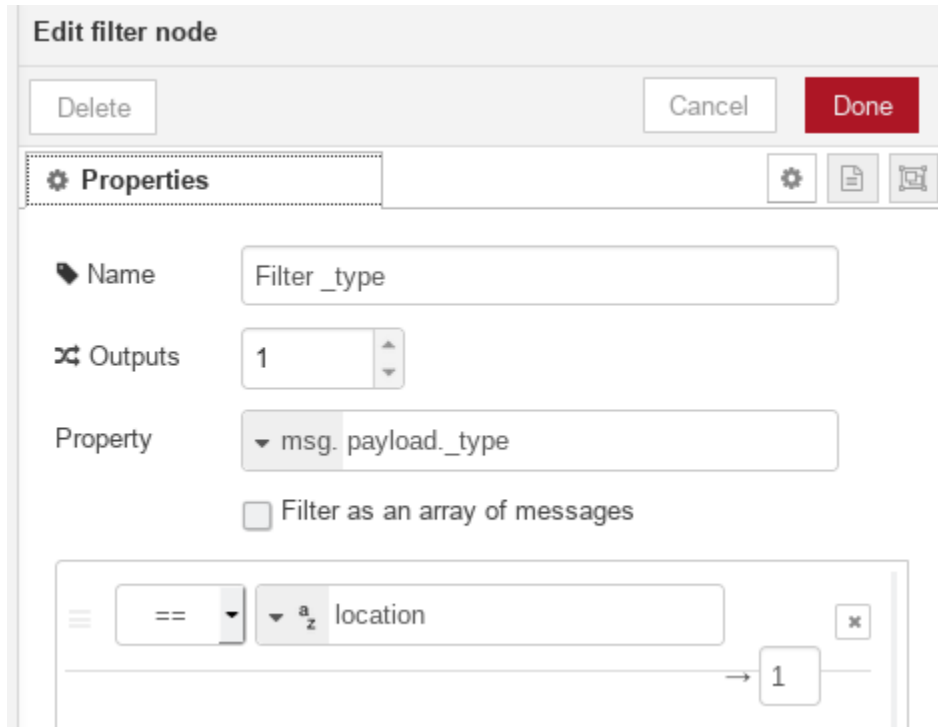 Edit filter node
Delete
Cancel
Done
Properties
Name
Filter _type
Outputs
1
Property
msg. payload._type
Filter as an array of messages
==
a
z
location
→ 1